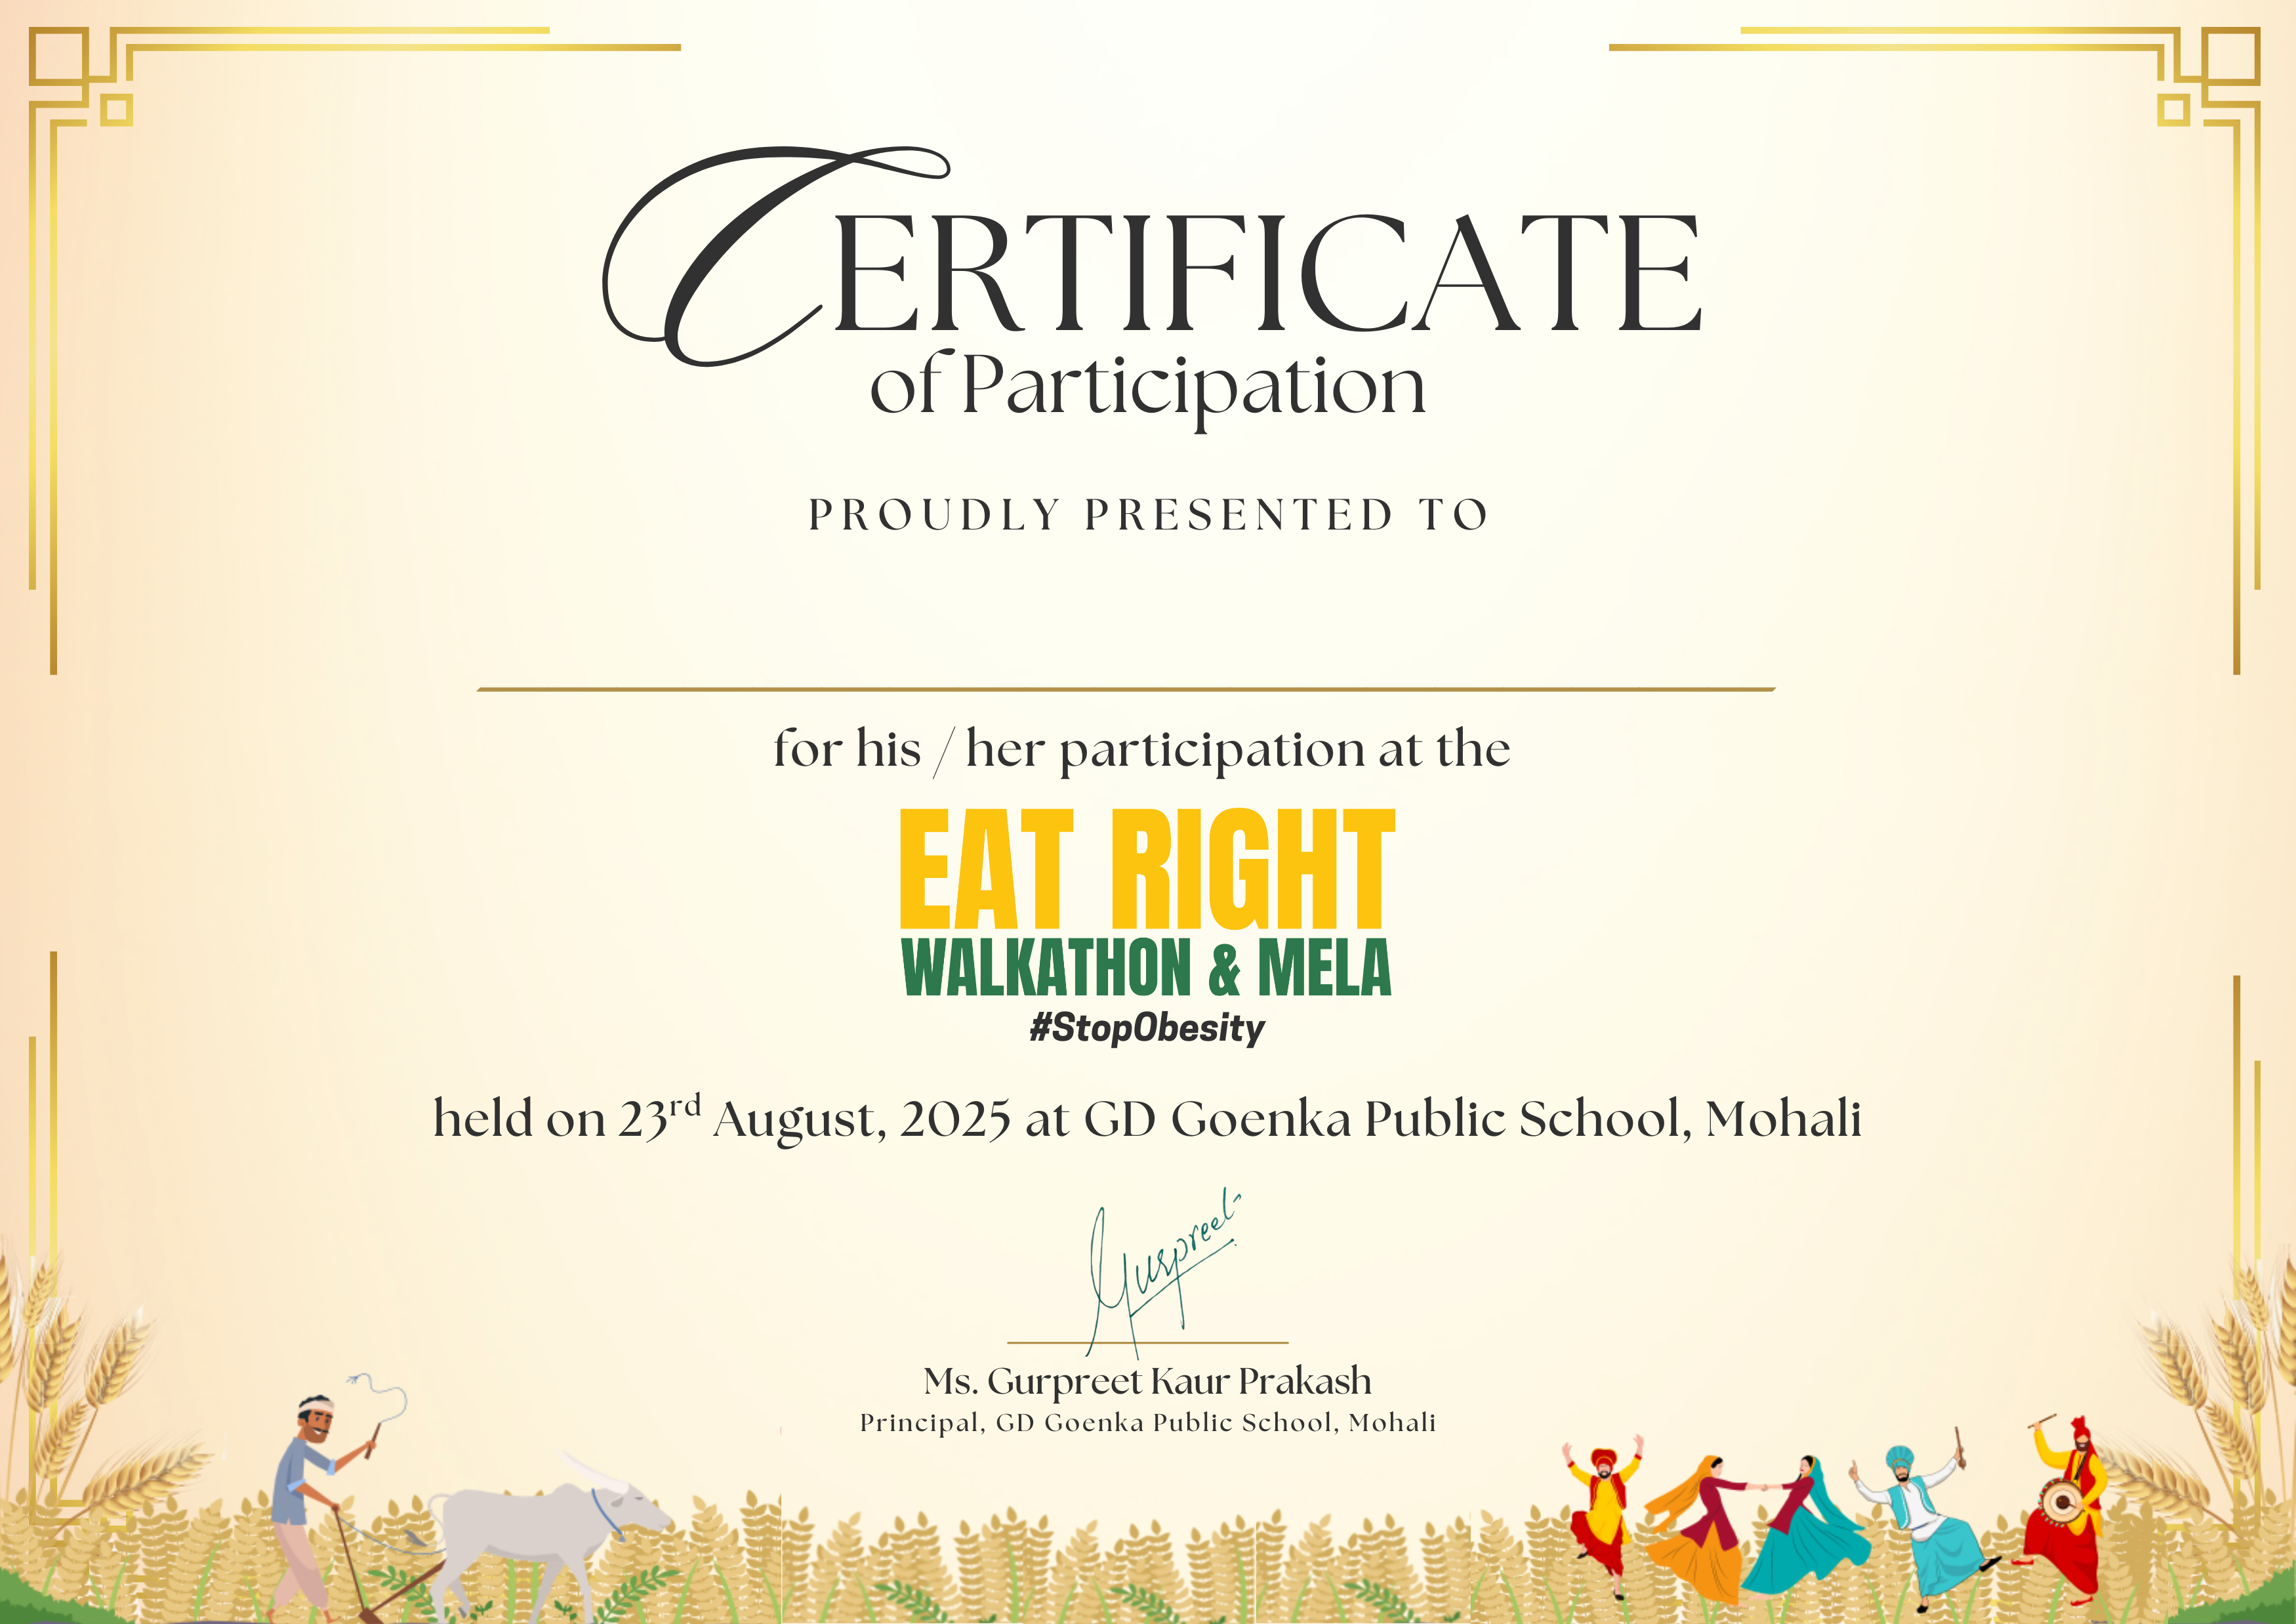 CERTIFICATE
of Participation
PROUDLY PRESENTED TO
for his / her participation at the
EAT RIGHT
WALKATHON & MELA
#StopObesity
held on 23rd August, 2025 at GD Goenka Public School, Mohali
Gurpreet
Ms. Gurpreet Kaur Prakash
Principal, GD Goenka Public School, Mohali